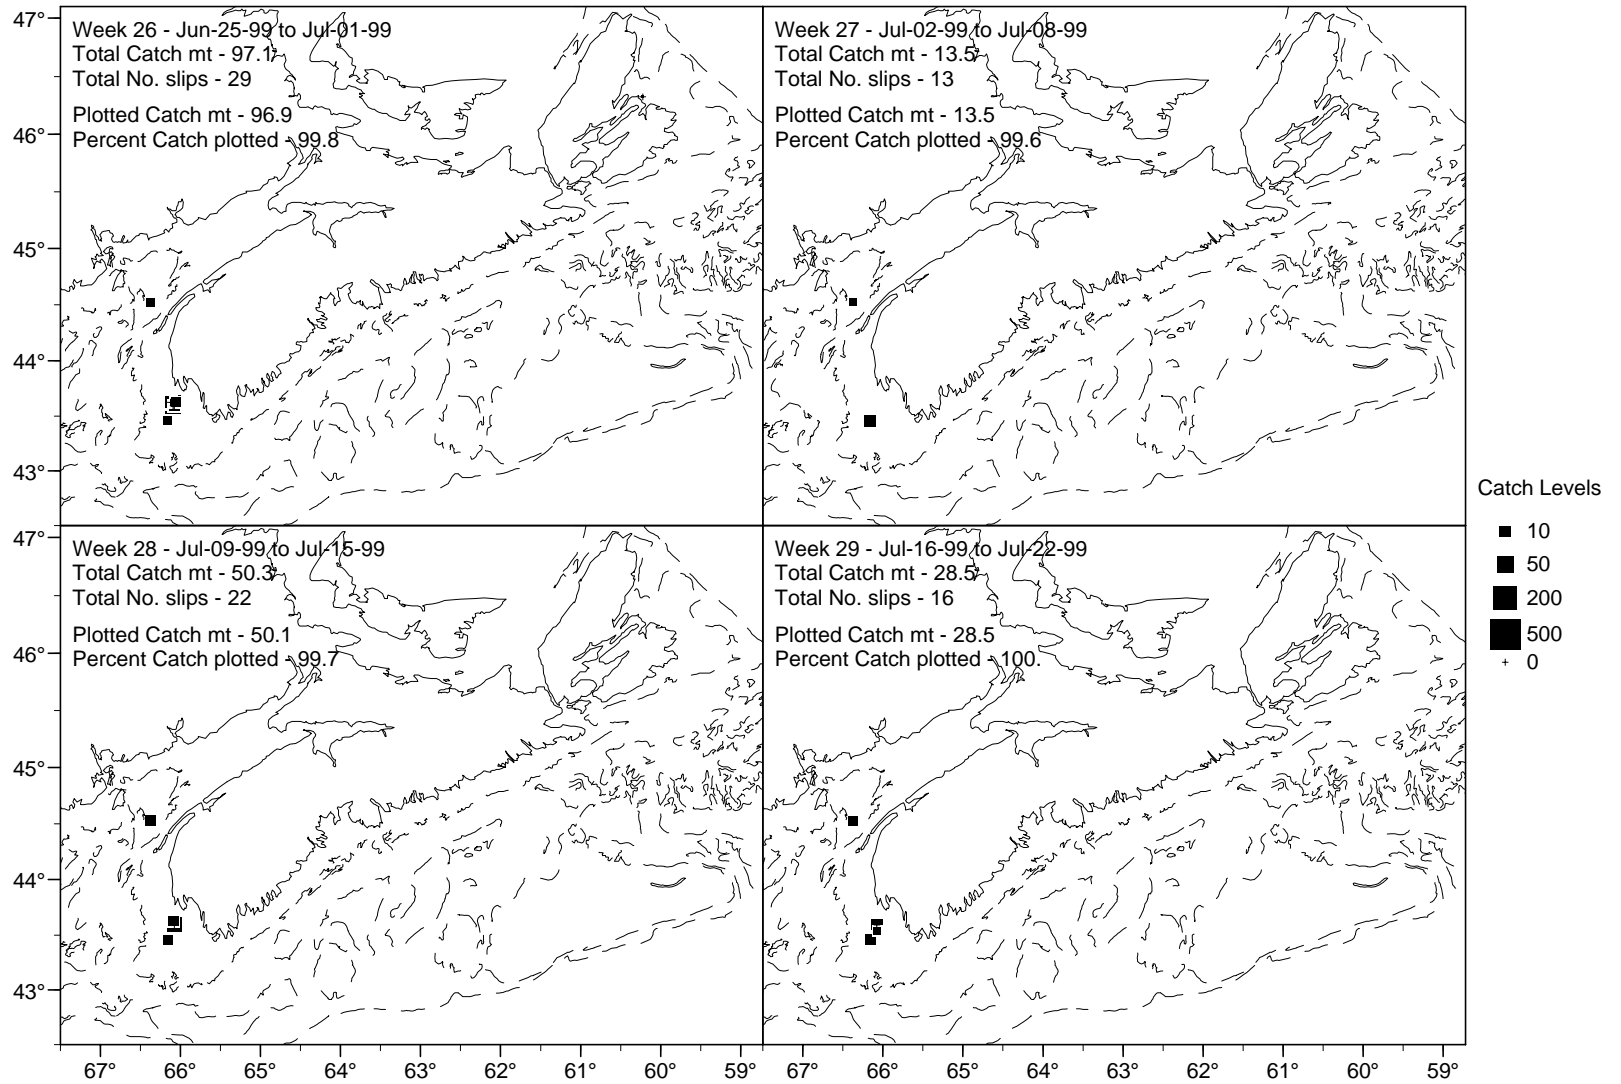 47°
46°
45°
44°
43°
Week 26 - Jun-25-99 to Jul-01-99
Total Catch mt - 97.1
Total No. slips - 29
Plotted Catch mt - 96.9
Percent Catch plotted - 99.8
Week 27 - Jul-02-99 to Jul-08-99
Total Catch mt - 13.5
Total No. slips - 13
Plotted Catch mt - 13.5
Percent Catch plotted - 99.6
47°
46°
45°
44°
43°
Week 28 - Jul-09-99 to Jul-15-99
Total Catch mt - 50.3
Total No. slips - 22
Plotted Catch mt - 50.1
Percent Catch plotted - 99.7
Week 29 - Jul-16-99 to Jul-22-99
Total Catch mt - 28.5
Total No. slips - 16
Plotted Catch mt - 28.5
Percent Catch plotted - 100.
67° 66° 65° 64° 63° 62° 61° 60° 59°
67° 66° 65° 64° 63° 62° 61° 60° 59°
Catch Levels
10
50
200
500
0